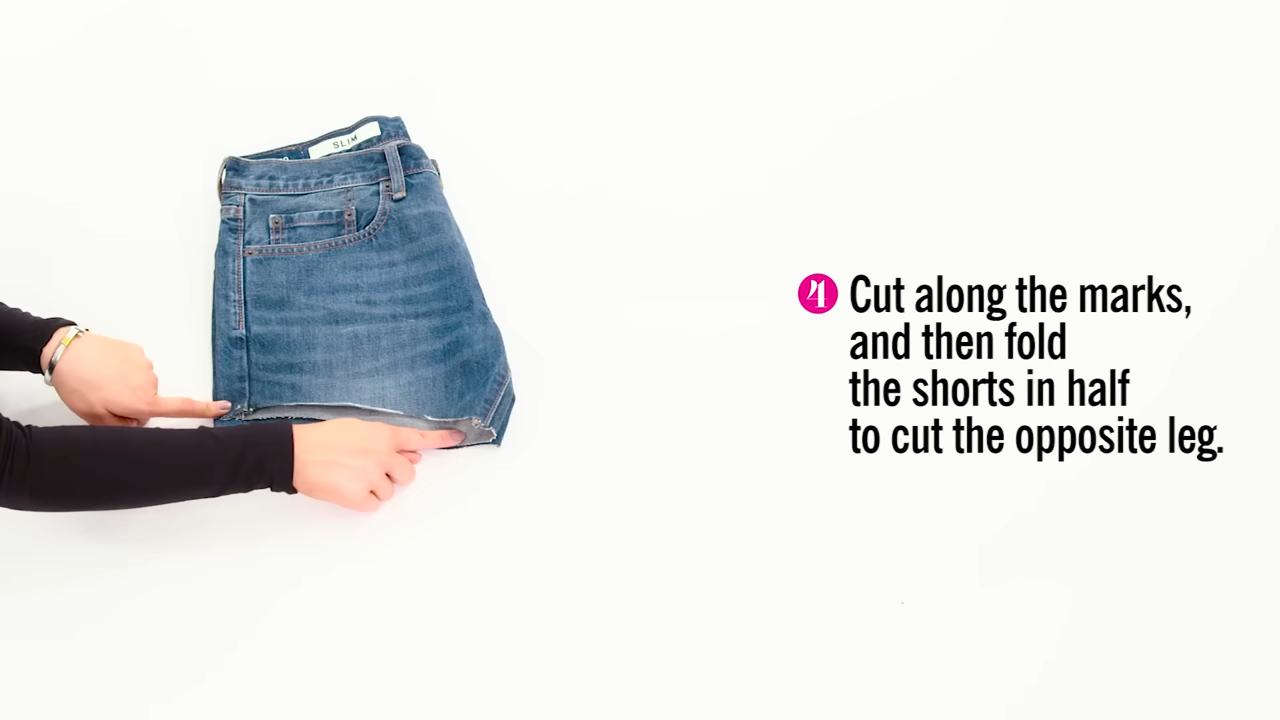 SLIM
4 Cut along the marks,
and then fold
the shorts in half
to cut the opposite leg.